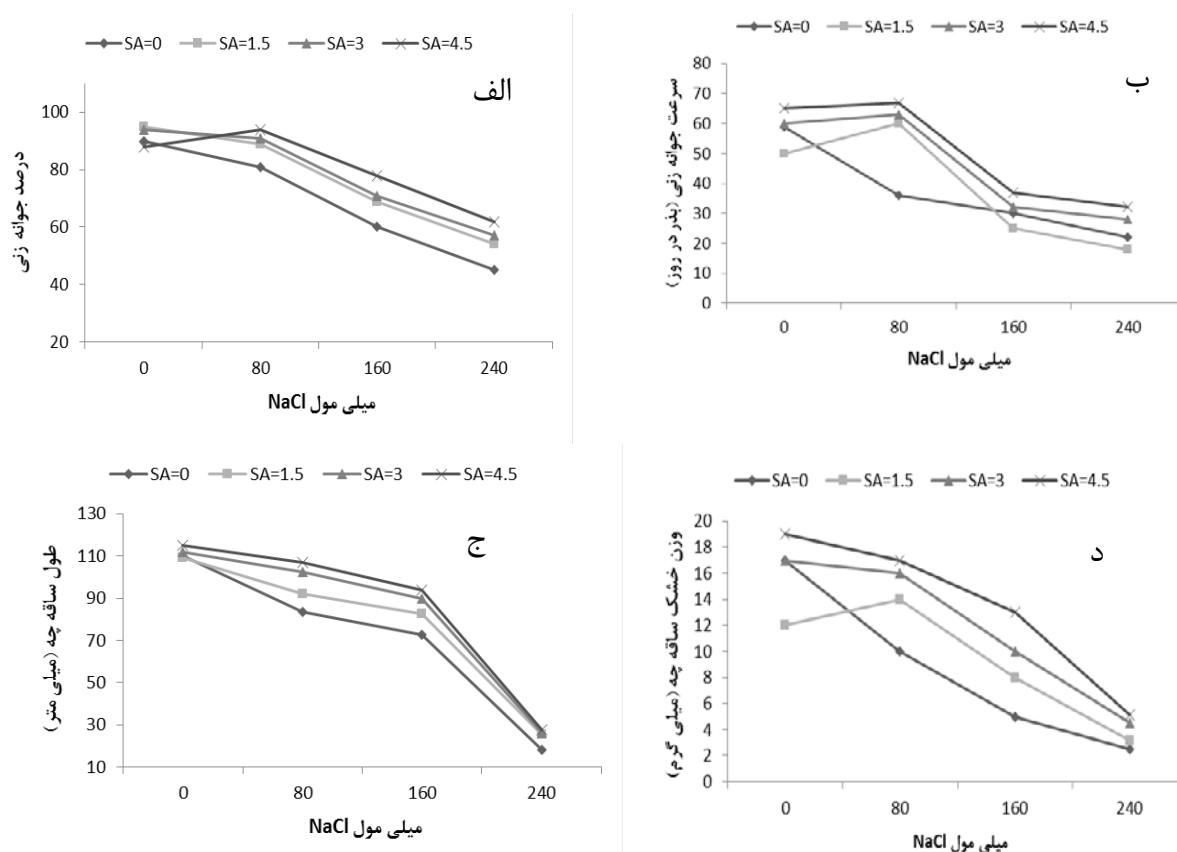 SA=0 SA=1.5 SA=3 SA=4.5
الف
درصد جوانه زنی
100
80
60
40
20
0 80 160 240
میلی مول NaCl
SA=0 SA=1.5 SA=3 SA=4.5
ب
سرعت جوانه زنی (بذر در روز)
80
70
60
50
40
30
20
10
0
0 80 160 240
میلی مول NaCl
SA=0 SA=1.5 SA=3 SA=4.5
ج
طول ساقه چه (میلی متر)
130
110
90
70
50
30
10
0 80 160 240
میلی مول NaCl
SA=0 SA=1.5 SA=3 SA=4.5
د
وزن خشک ساقه چه (میلی گرم)
20
18
16
14
12
10
8
6
4
2
0
0 80 160 240
میلی مول NaCl